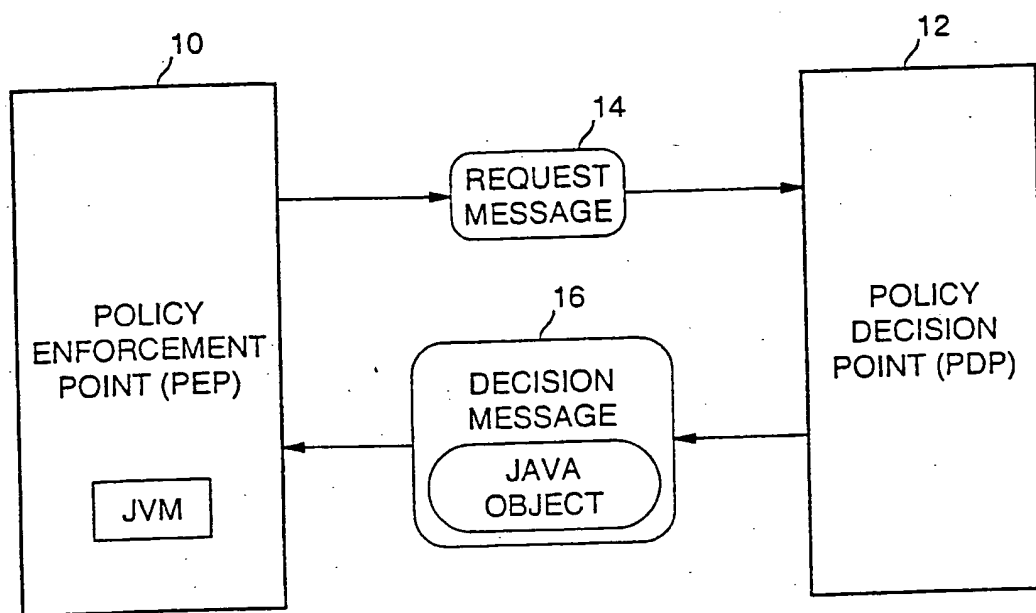 10
12
14
REQUEST
MESSAGE
POLICY
ENFORCEMENT
POINT (PEP)
16
DECISION
MESSAGE
JAVA
OBJECT
POLICY
DECISION
POINT (PDP)
JVM